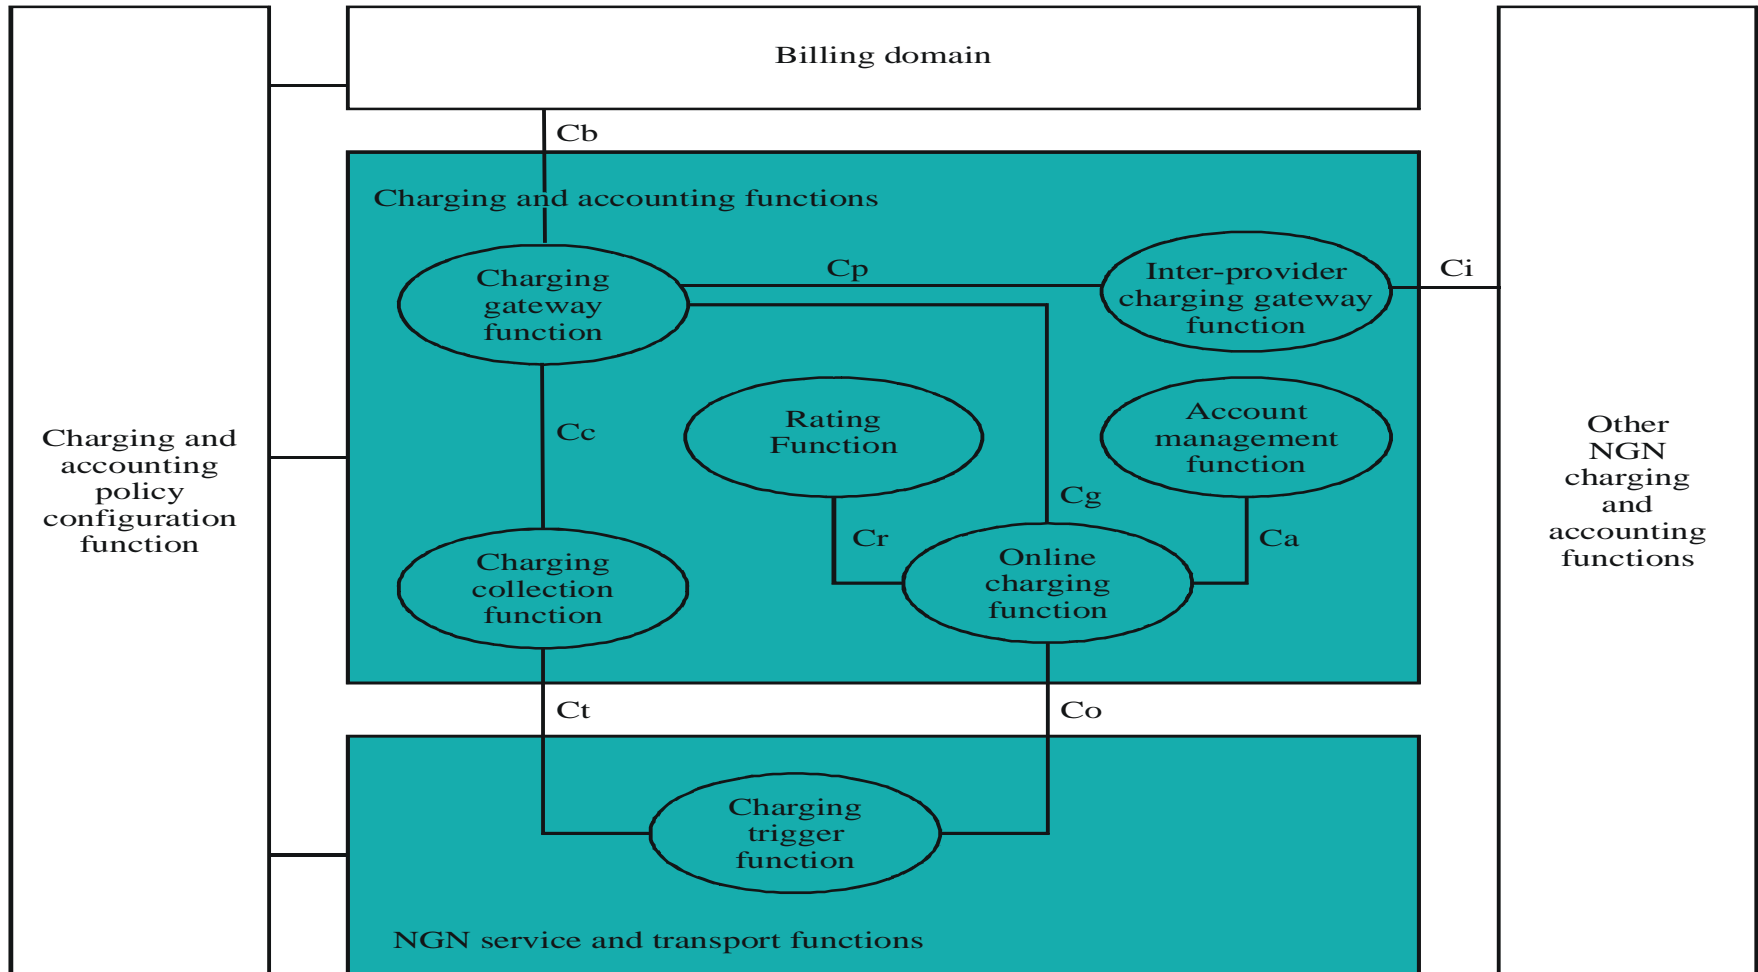 Billing domain
Cb
Charging and accounting functions
Charging
gateway
function
Cp
Inter-provider
charging gateway
function
Ci
Rating
Function
Account
management
function
Cc
Cg
Cr
Ca
Charging and
accounting
policy
configuration
function
Other
NGN
charging
and
accounting
functions
Charging
collection
function
Online
charging
function
Ct
Co
Charging
trigger
function
NGN service and transport functions